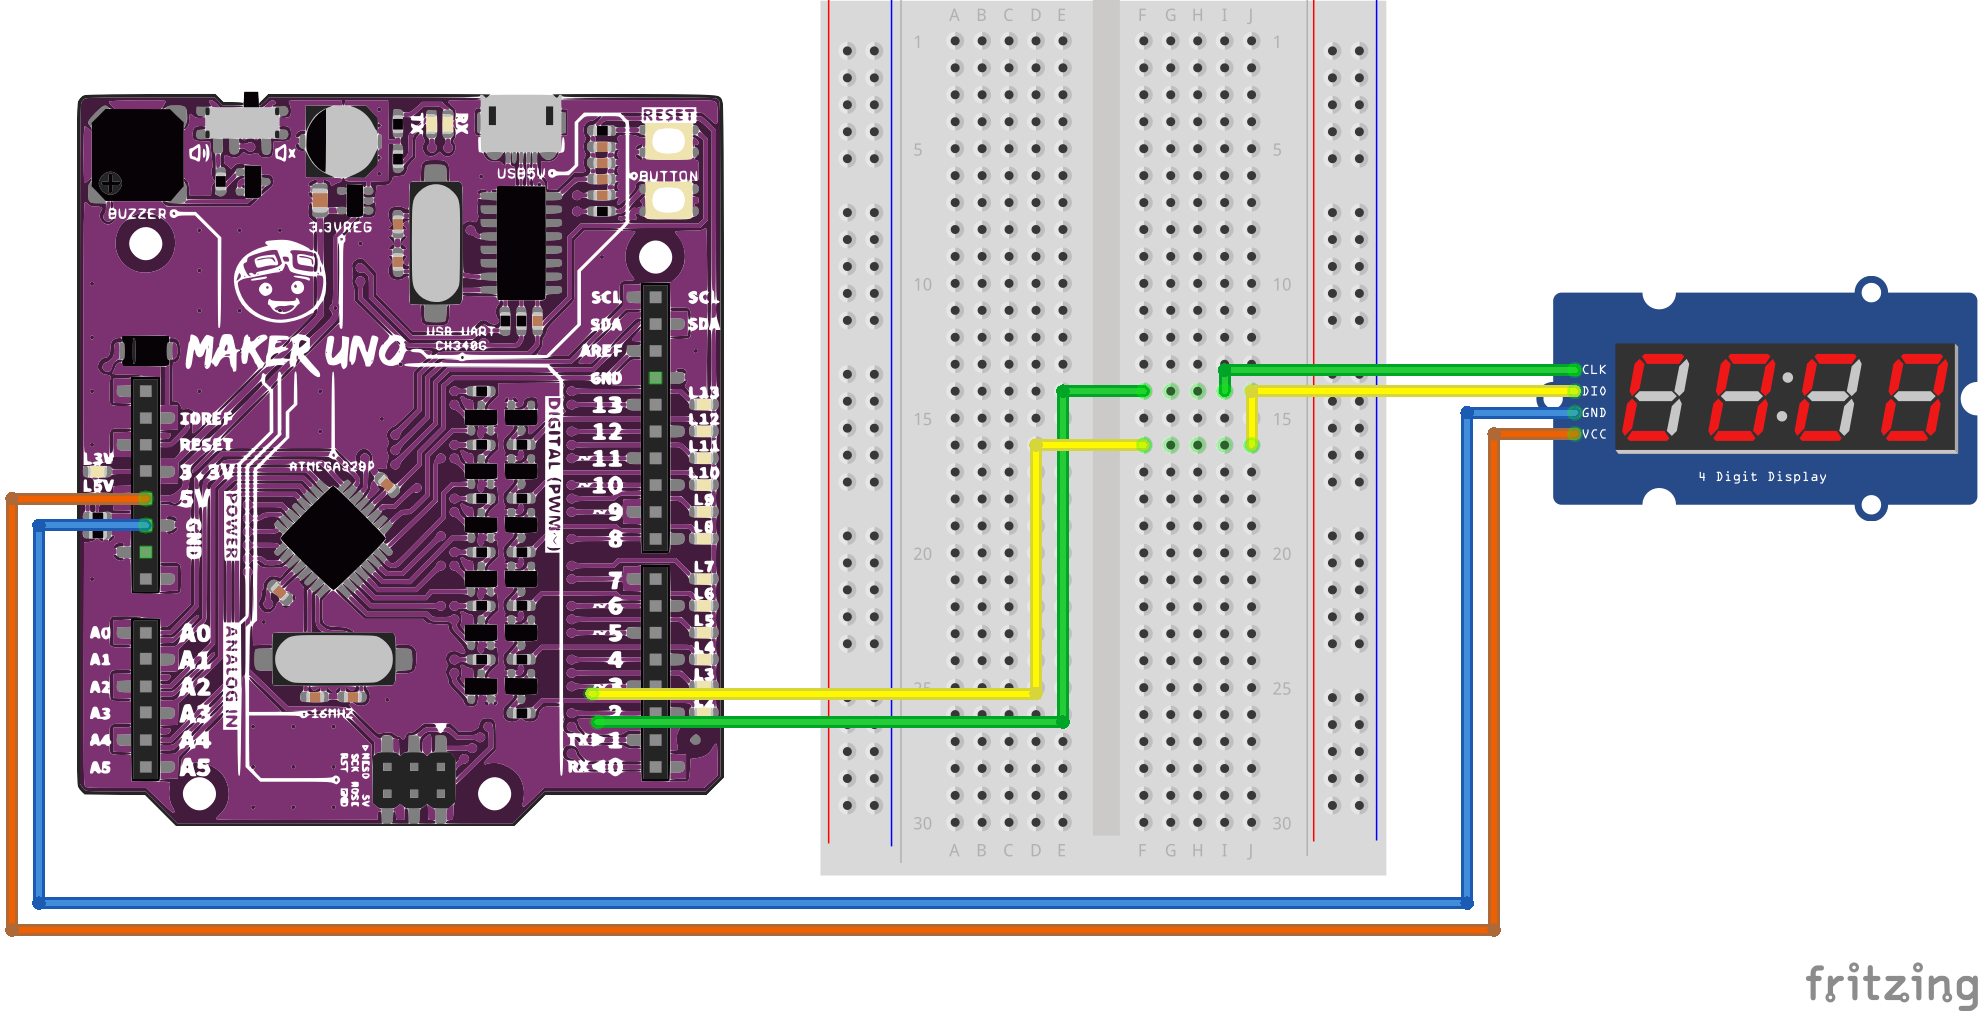 A B C D E F G H I J
1 1
5 5
10 10
15 15
20 20
25 25
30 30
A B C D E F G H I J
TX RX
RESET
USB5V
BUTTON
BUZZER
3.3VREG
MAKER UNO
USB UART
CH340G
ATMEGA328P
16MHZ
IOREF
RESET
3.3V
5V
GND
L3V
L5V
POWER
A0 A0
A1 A1
A2 A2
A3 A3
A4 A4
A5 A5
ANALOG IN
SCL SCL
SDA SDA
AREF
GND
13 L13
12 L12
~11 L11
~10 L10
~9 L9
8 L8
7 L7
~6 L6
~5 L5
4 L4
~3 L3
2 L2
TX▶1
RX◀0
DIGITAL (PWM~)
MISO 5V
SCK MOSI
RST GND
CLK
DIO
GND
VCC
4 Digit Display
fritzing